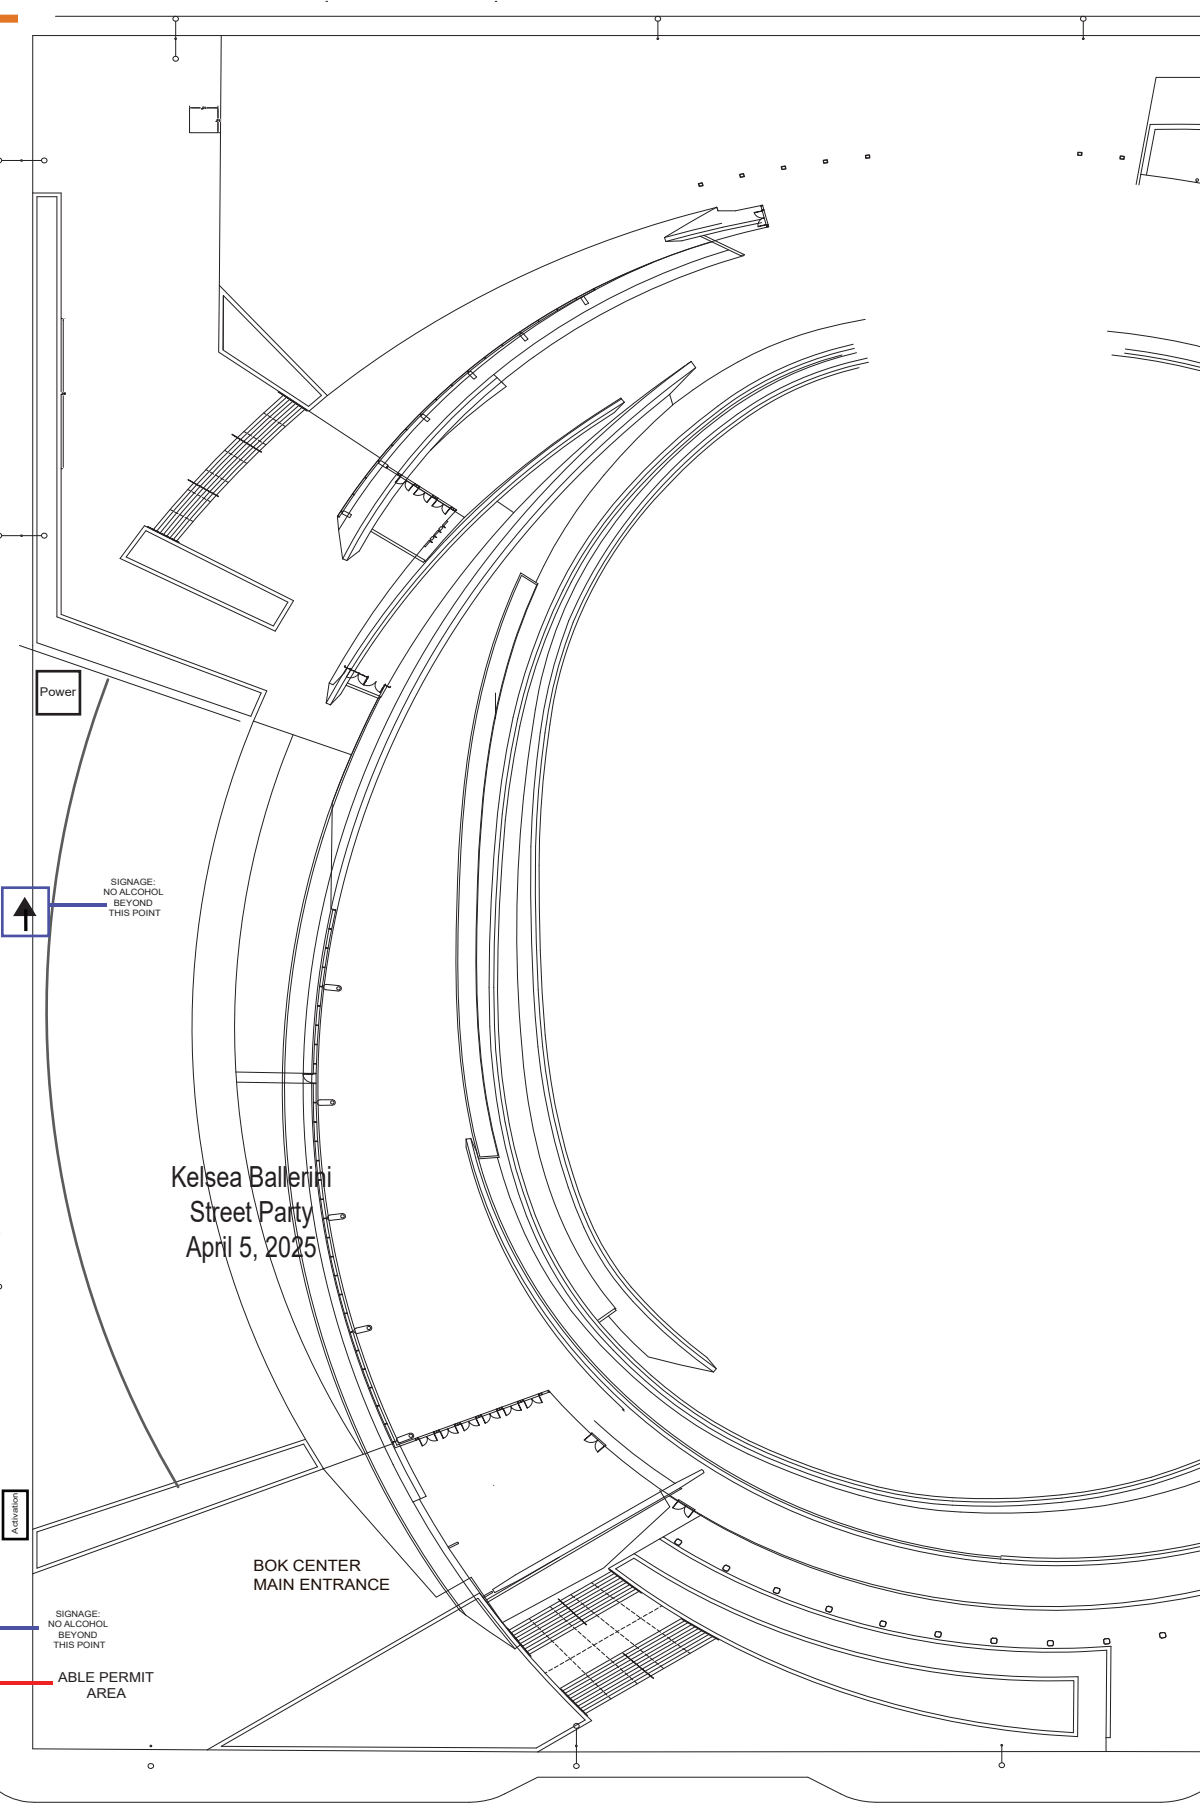 Power
SIGNAGE:
NO ALCOHOL
BEYOND
THIS POINT
Kelsea Ballerini
Street Party
April 5, 2025
Activation
BOK CENTER
MAIN ENTRANCE
SIGNAGE:
NO ALCOHOL
BEYOND
THIS POINT
ABLE PERMIT
AREA